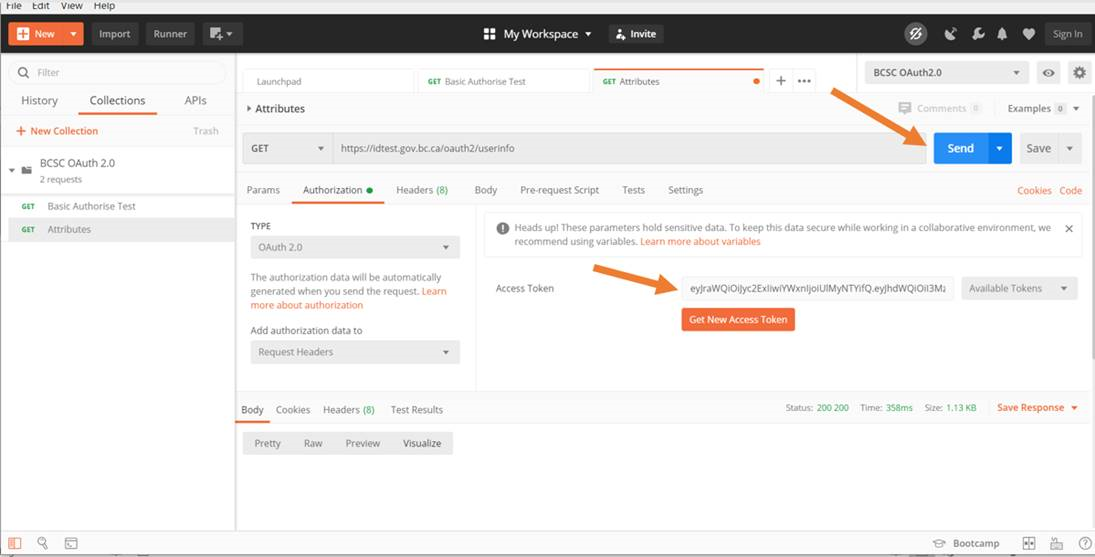 File Edit View Help
New Import Runner My Workspace Invite Sign In
Filter
History Collections APIs
+ New Collection Trash
BCSC OAuth 2.0
2 requests
GET Basic Authorise Test
GET Attributes
Launchpad GET Basic Authorise Test GET Attributes + ••• BCSC OAuth2.0
Attributes Comments 0 Examples 0
GET https://idtest.gov.bc.ca/oauth2/userinfo Send Save
Params Authorization Headers (8) Body Pre-request Script Tests Settings Cookies Code
TYPE
OAuth 2.0
The authorization data will be automatically
generated when you send the request. Learn
more about authorization
Add authorization data to
Request Headers
Heads up! These parameters hold sensitive data. To keep this data secure while working in a collaborative environment, we
recommend using variables. Learn more about variables
Access Token Available Tokens
Get New Access Token
Body Cookies Headers (8) Test Results Status: 200 200 Time: 358ms Size: 1.13 KB Save Response
Pretty Raw Preview Visualize
Bootcamp